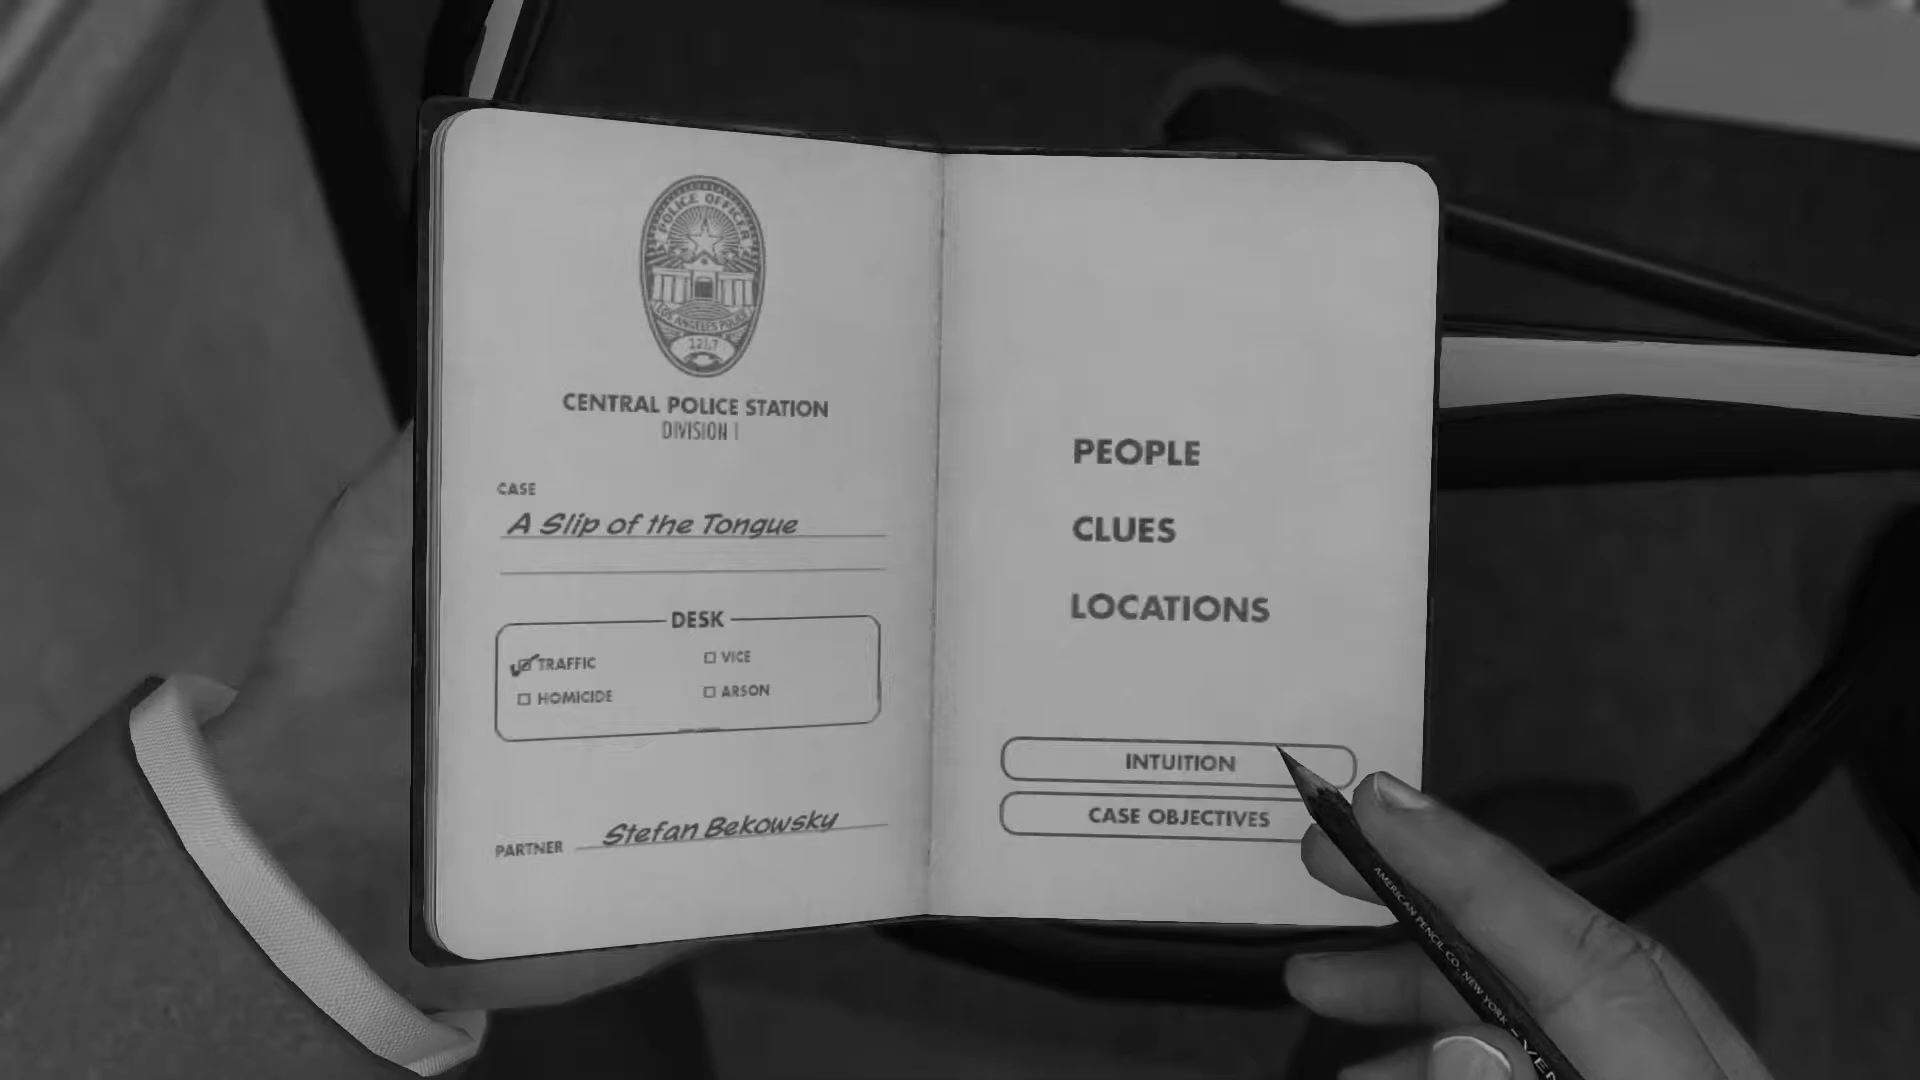 POLICE OFFICER
LOS ANGELES POLICE
CENTRAL POLICE STATION
DIVISION 1
CASE
A Slip of the Tongue
DESK
TRAFFIC
VICE
HOMICIDE
ARSON
PARTNER
Stefan Bekowsky
PEOPLE
CLUES
LOCATIONS
INTUITION
CASE OBJECTIVES
AMERICAN PENCIL CO. NEW YORK